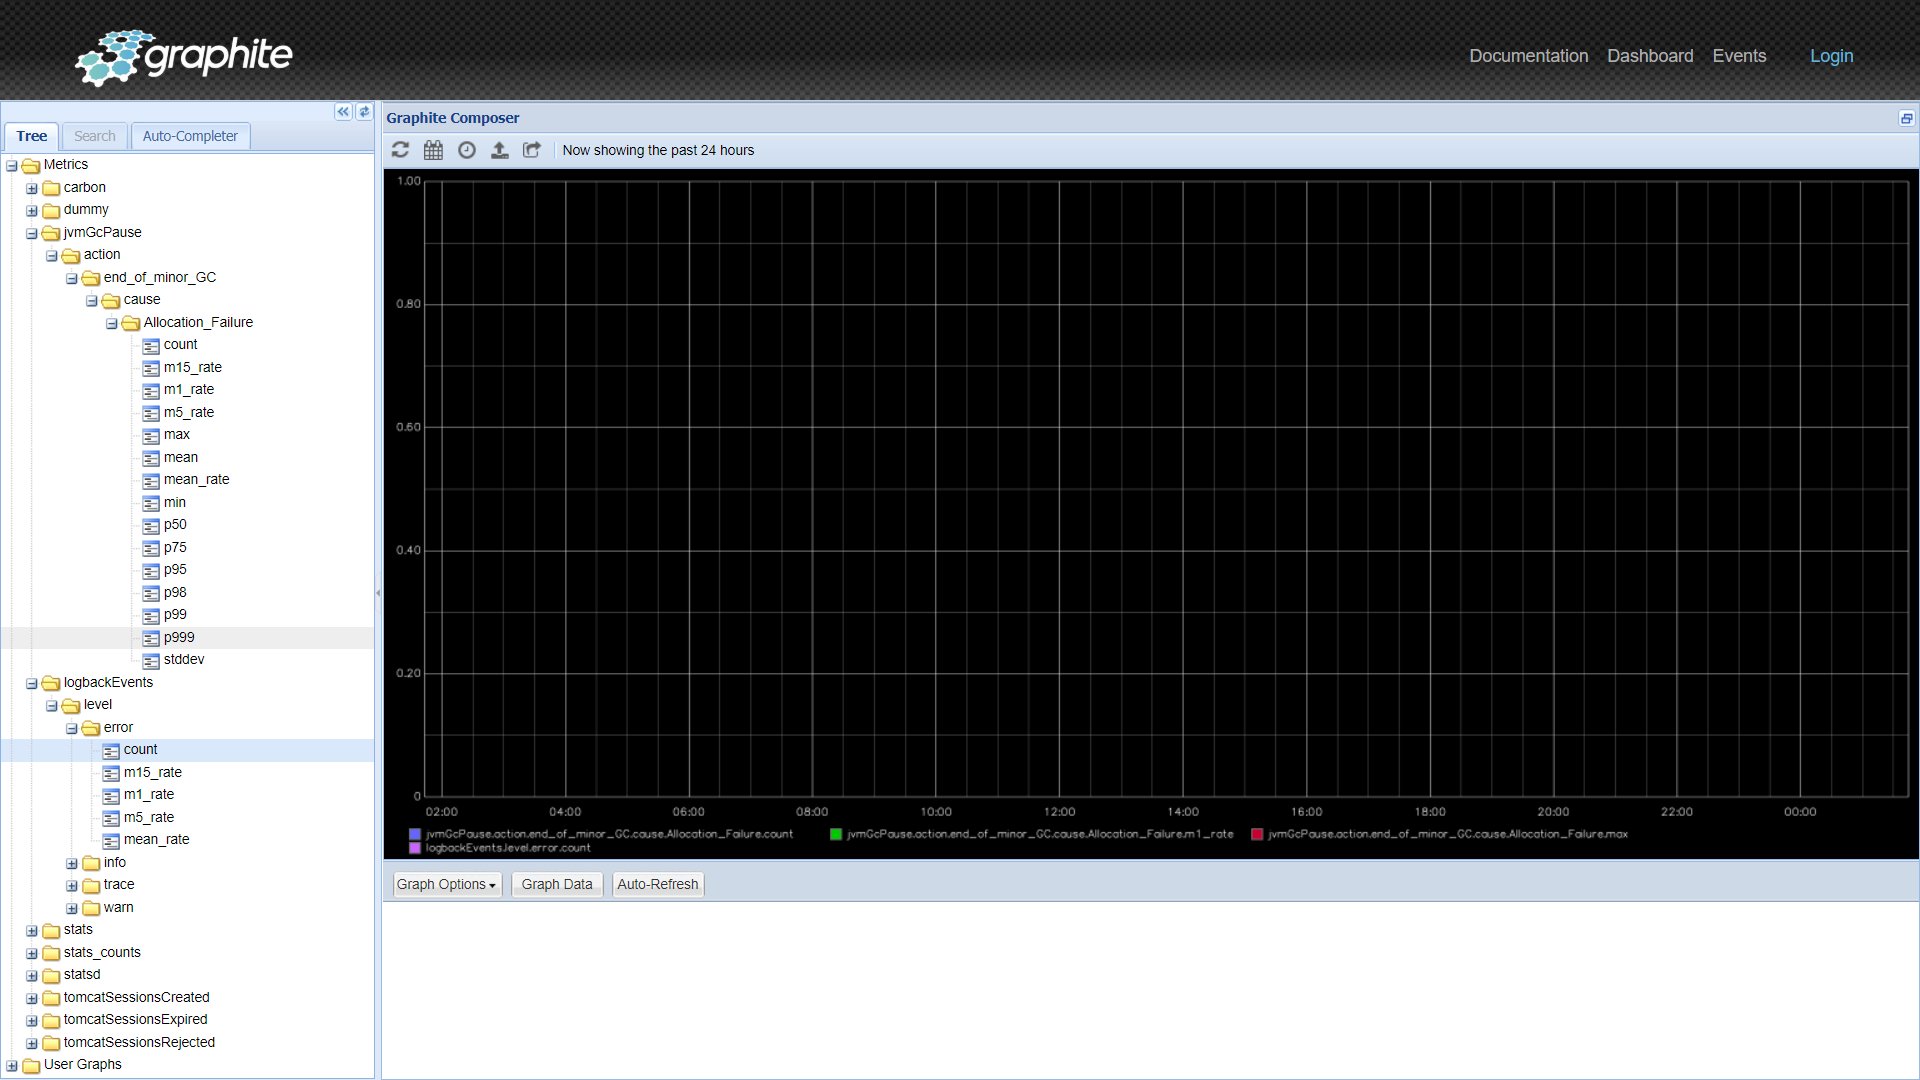 graphite
Documentation Dashboard Events Login
Tree Search Auto-Completer
Metrics
carbon
dummy
jvmGcPause
action
end_of_minor_GC
cause
Allocation_Failure
count
m15_rate
m1_rate
m5_rate
max
mean
mean_rate
min
p50
p75
p95
p98
p99
p999
stddev
logbackEvents
level
error
count
m15_rate
m1_rate
m5_rate
mean_rate
info
trace
warn
stats
stats_counts
statsd
tomcatSessionsCreated
tomcatSessionsExpired
tomcatSessionsRejected
User Graphs
Graphite Composer
Now showing the past 24 hours
1.00
0.80
0.60
0.40
0.20
0
02:00 04:00 06:00 08:00 10:00 12:00 14:00 16:00 18:00 20:00 22:00 00:00
jvmGcPause.action.end_of_minor_GC.cause.Allocation_Failure.count jvmGcPause.action.end_of_minor_GC.cause.Allocation_Failure.m1_rate jvmGcPause.action.end_of_minor_GC.cause.Allocation_Failure.max
logbackEvents.level.error.count
Graph Options Graph Data Auto-Refresh